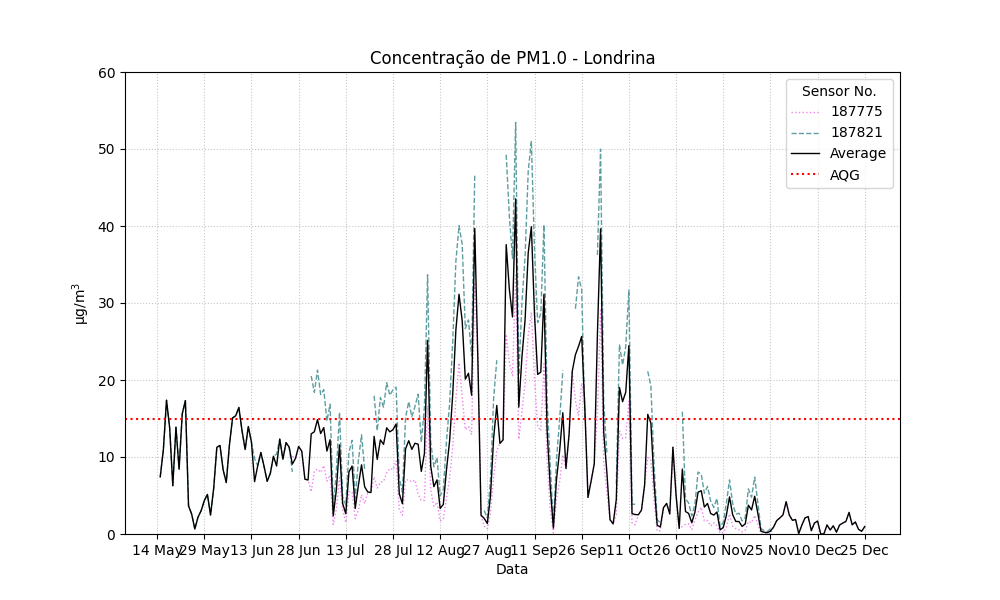 Concentração de PM1.0 - Londrina
60
50
40
30
20
10
0
µg/m³
Sensor No.
187775
187821
Average
AQG
14 May 29 May 13 Jun 28 Jun 13 Jul 28 Jul 12 Aug 27 Aug 11 Sep 26 Sep 11 Oct 26 Oct 10 Nov 25 Nov 10 Dec 25 Dec
Data